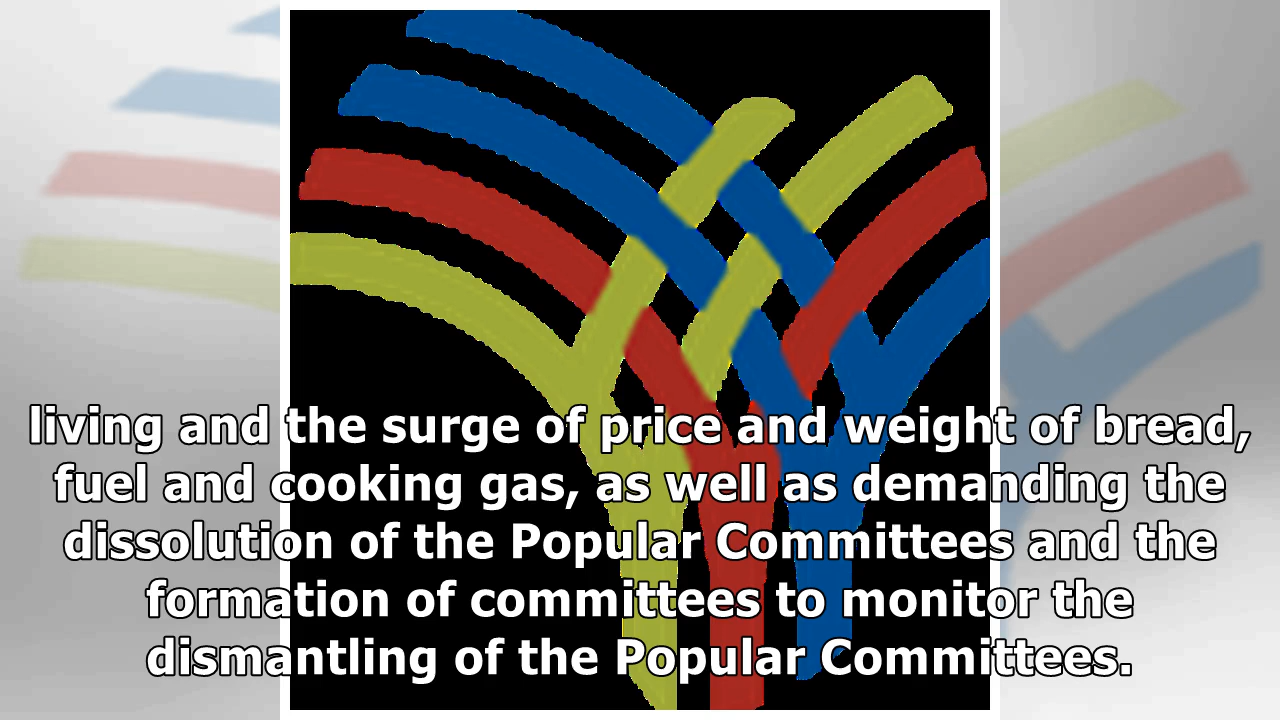 living and the surge of price and weight of bread,
fuel and cooking gas, as well as demanding the
dissolution of the Popular Committees and the
formation of committees to monitor the
dismantling of the Popular Committees.